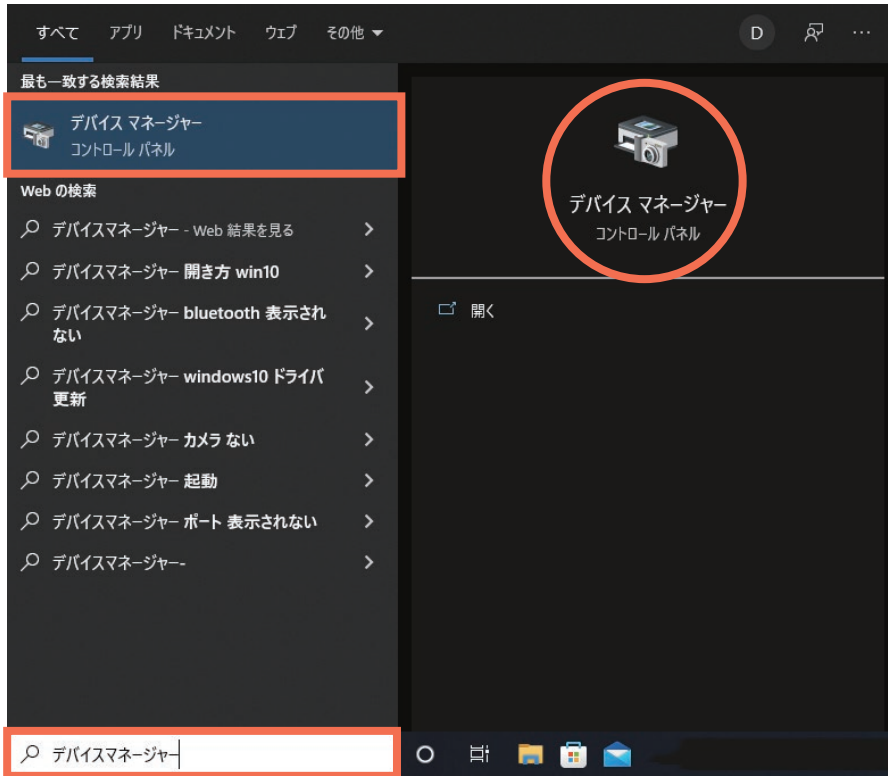 すべて アプリ ドキュメント ウェブ その他
D
最も一致する検索結果
デバイス マネージャー
コントロール パネル
Web の検索
デバイスマネージャー - Web 結果を見る
デバイスマネージャー 開き方 win10
デバイスマネージャー bluetooth 表示され
ない
デバイスマネージャー windows10 ドライバ
更新
デバイスマネージャー カメラ ない
デバイスマネージャー 起動
デバイスマネージャー ポート 表示されない
デバイスマネージャー-
デバイス マネージャー
コントロール パネル
開く
デバイスマネージャー